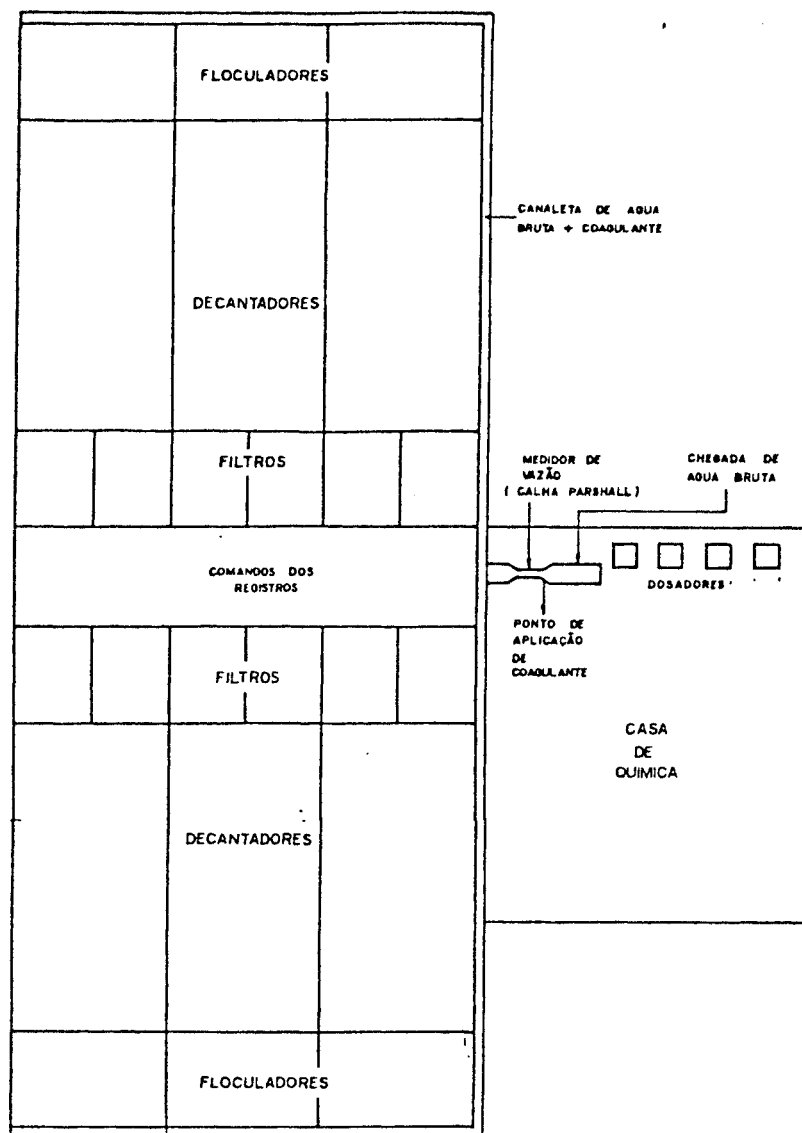 FLOCULADORES
CANALETA DE AGUA
BRUTA + COAGULANTE
DECANTADORES
FILTROS
MEDIDOR DE
VAZÃO
( CALHA PARSHALL )
CHEGADA DE
AGUA BRUTA
COMANDOS DOS
REGISTROS
DOSADORES
PONTO DE
APLICAÇÃO
DE
COAGULANTE
FILTROS
CASA
DE
QUIMICA
DECANTADORES
FLOCULADORES